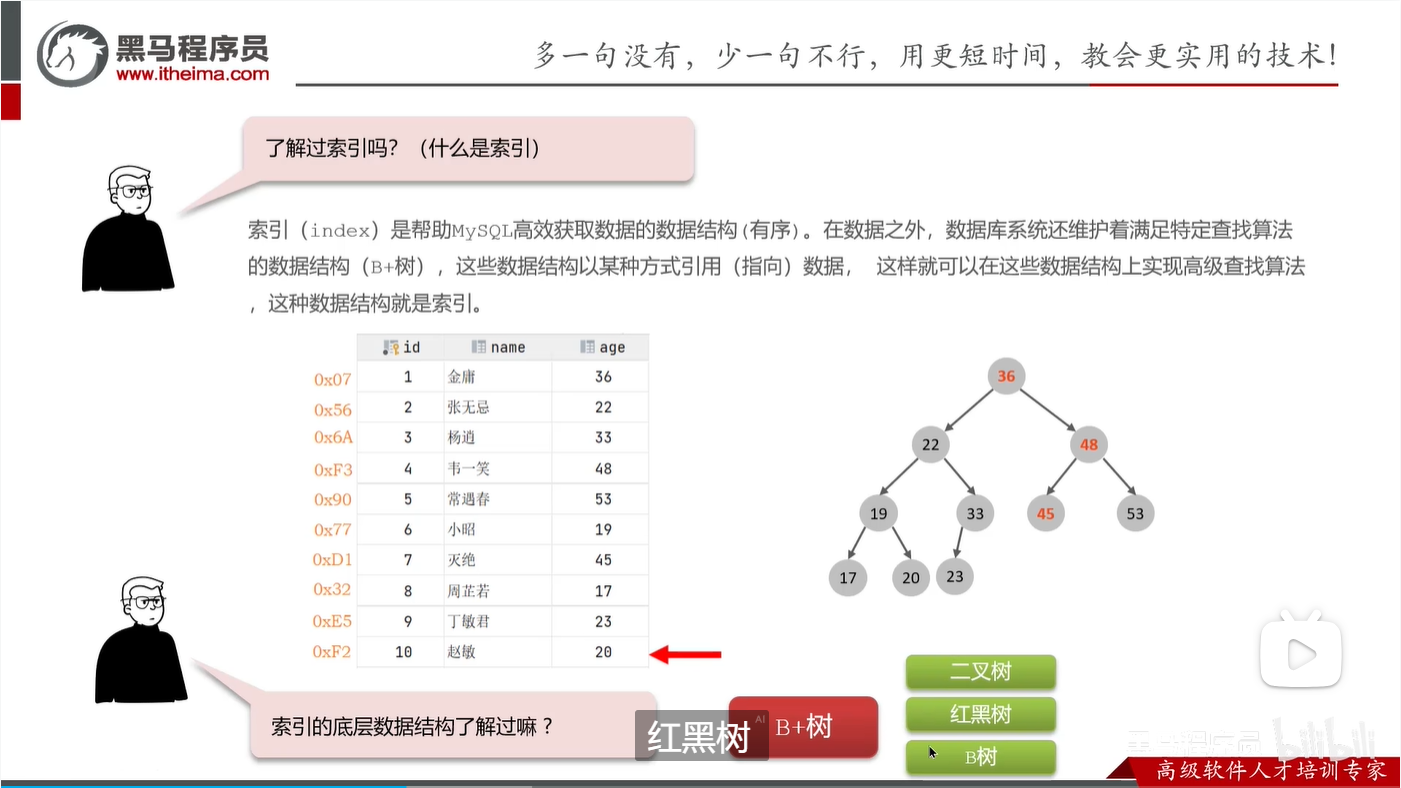 黑马程序员
www.itheima.com
多一句没有，少一句不行，用更短时间，教会更实用的技术！
了解过索引吗？（什么是索引）
索引（index）是帮助MySQL高效获取数据的数据结构(有序)。在数据之外，数据库系统还维护着满足特定查找算法
的数据结构（B+树），这些数据结构以某种方式引用（指向）数据， 这样就可以在这些数据结构上实现高级查找算法
，这种数据结构就是索引。
id name age
0x07 1 金庸 36
0x56 2 张无忌 22
0x6A 3 杨逍 33
0xF3 4 韦一笑 48
0x90 5 常遇春 53
0x77 6 小昭 19
0xD1 7 灭绝 45
0x32 8 周芷若 17
0xE5 9 丁敏君 23
0xF2 10 赵敏 20
36
22 48
19 33 45 53
17 20 23
索引的底层数据结构了解过嘛？
AI
红黑树
B+树
二叉树
红黑树
B树
黑马程序员 bilibili
高级软件人才培训专家